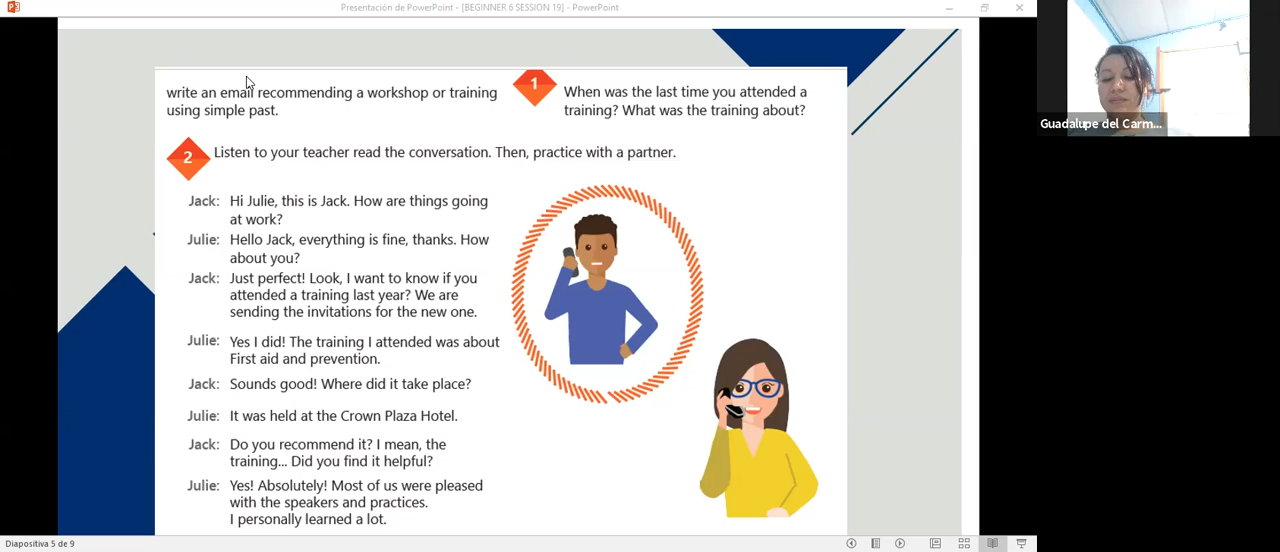 Presentación de PowerPoint - [BEGINNER 6 SESSION 19] - PowerPoint
write an email recommending a workshop or training
using simple past.
1
When was the last time you attended a
training? What was the training about?
2
Listen to your teacher read the conversation. Then, practice with a partner.
Jack: Hi Julie, this is Jack. How are things going
at work?
Julie: Hello Jack, everything is fine, thanks. How
about you?
Jack: Just perfect! Look, I want to know if you
attended a training last year? We are
sending the invitations for the new one.
Julie: Yes I did! The training I attended was about
First aid and prevention.
Jack: Sounds good! Where did it take place?
Julie: It was held at the Crown Plaza Hotel.
Jack: Do you recommend it? I mean, the
training... Did you find it helpful?
Julie: Yes! Absolutely! Most of us were pleased
with the speakers and practices.
I personally learned a lot.
Guadalupe del Carm...
Diapositiva 5 de 9